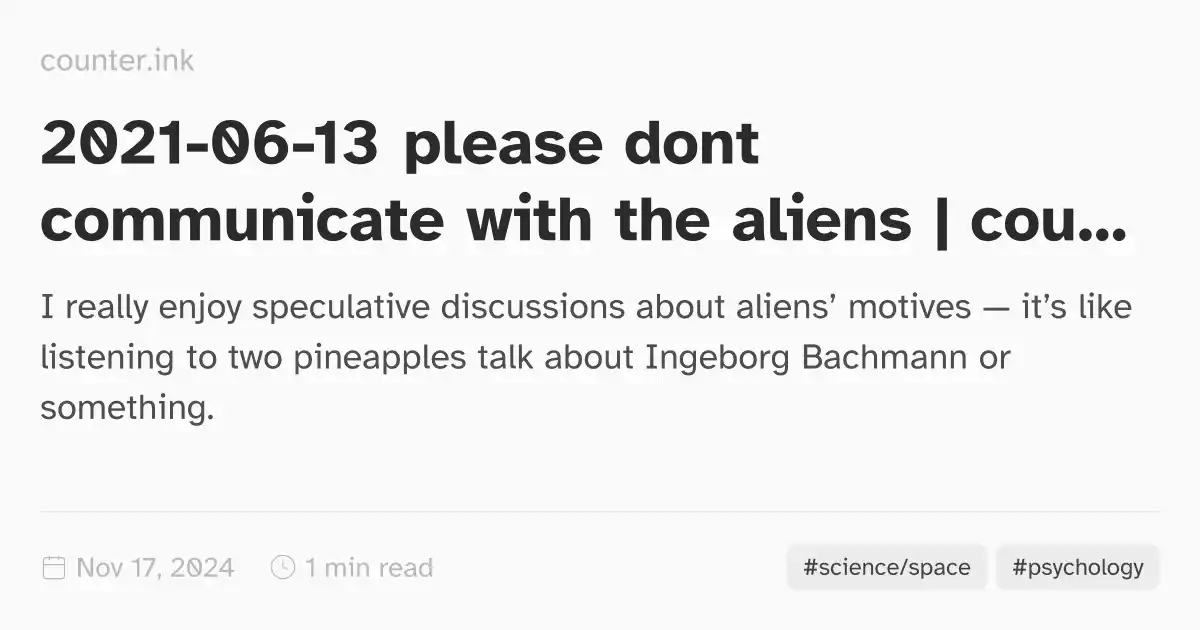 counter.ink
2021-06-13 please dont
communicate with the aliens | cou...
I really enjoy speculative discussions about aliens’ motives — it’s like
listening to two pineapples talk about Ingeborg Bachmann or
something.
Nov 17, 2024 1 min read #science/space #psychology